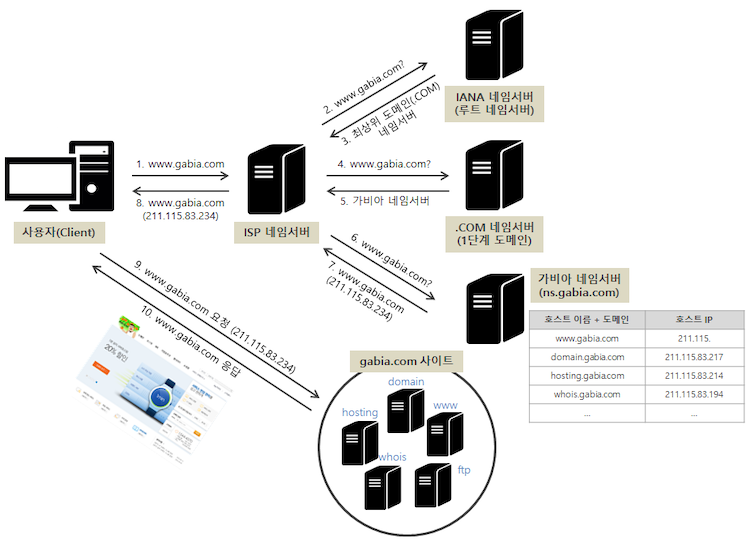 2. www.gabia.com?
3. 최상위 도메인(.COM)
네임서버
IANA 네임서버
(루트 네임서버)
1. www.gabia.com
8. www.gabia.com
(211.115.83.234)
사용자(Client)
ISP 네임서버
4. www.gabia.com?
5. 가비아 네임서버
.COM 네임서버
(1단계 도메인)
6. www.gabia.com?
7. www.gabia.com
(211.115.83.234)
가비아 네임서버
(ns.gabia.com)
호스트 이름 + 도메인 호스트 IP
www.gabia.com 211.115.
domain.gabia.com 211.115.83.217
hosting.gabia.com 211.115.83.214
whois.gabia.com 211.115.83.194
... ...
9. www.gabia.com 요청 (211.115.83.234)
10. www.gabia.com 응답
20% 할인
gabia.com 사이트
domain
hosting
www
whois
ftp